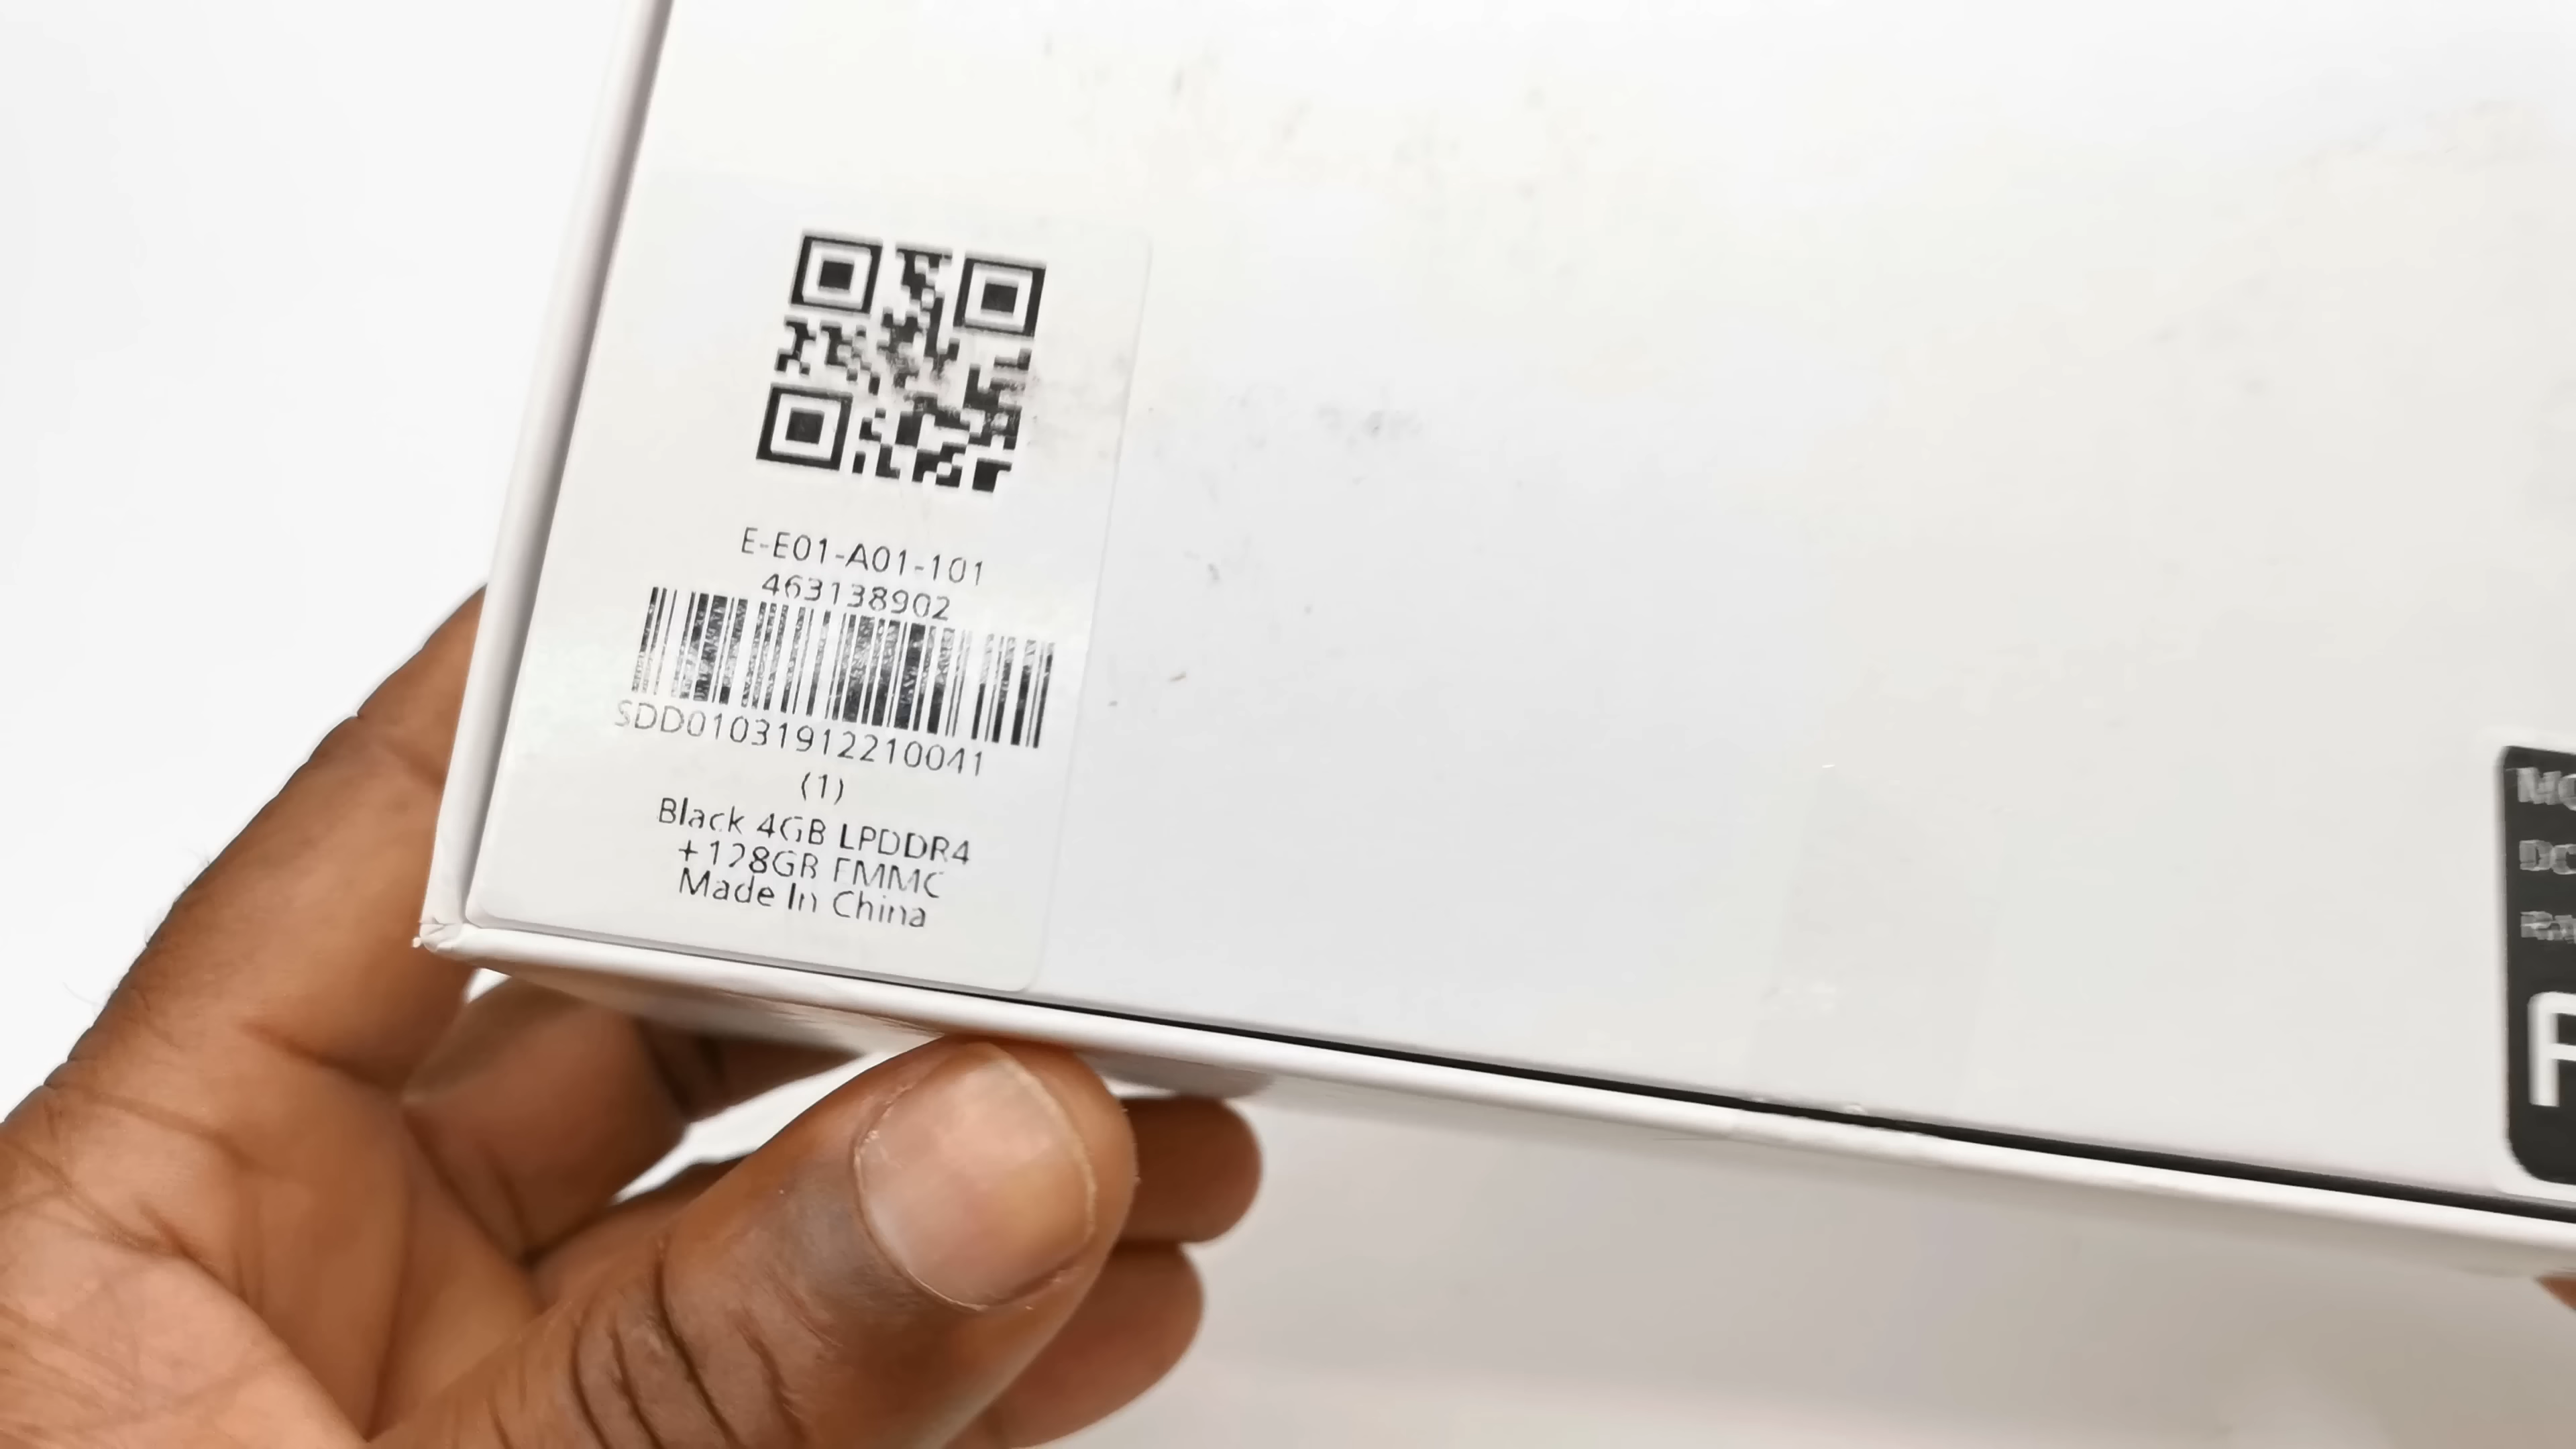 E-E01-A01-101
463138902
SDD01031912210041
(1)
Black 4GB LPDDR4
+128GB EMMC
Made In China